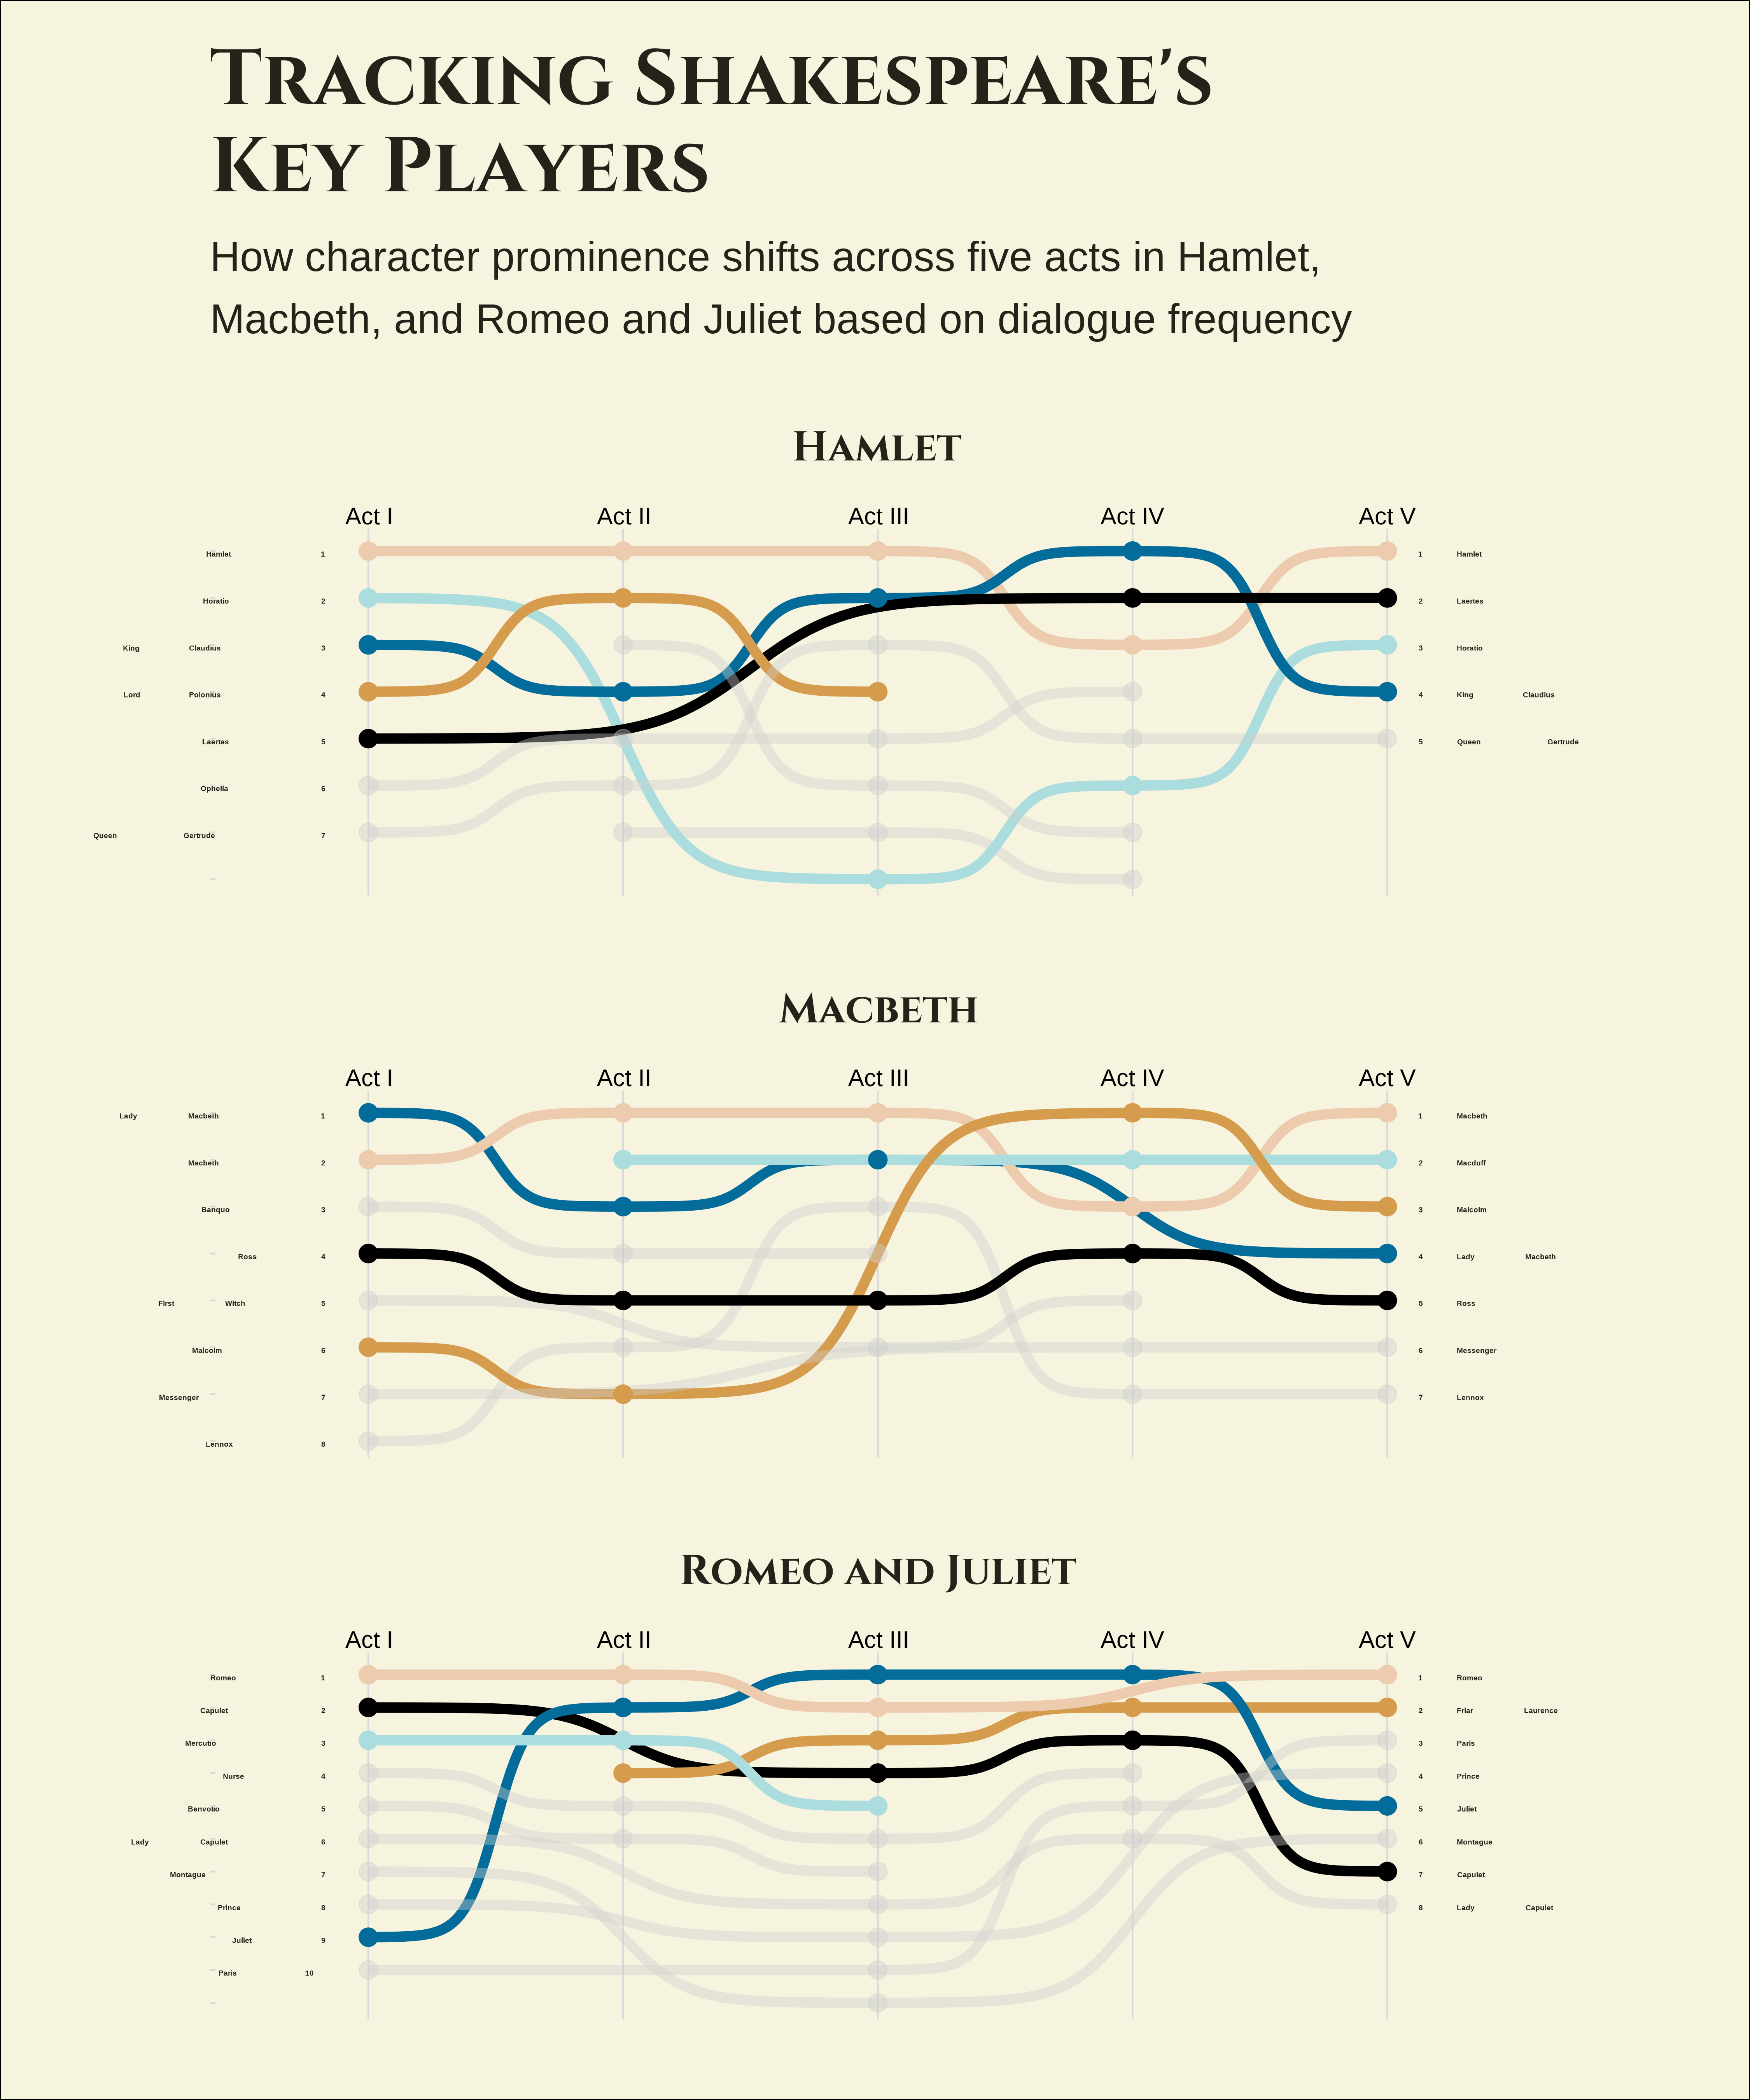 Tracking Shakespeare's
Key Players
How character prominence shifts across five acts in Hamlet,
Macbeth, and Romeo and Juliet based on dialogue frequency
Hamlet
Act I Act II Act III Act IV Act V
Hamlet 1 1 Hamlet
Horatio 2 2 Laertes
King Claudius 3 3 Horatio
Lord Polonius 4 4 King Claudius
Laertes 5 5 Queen Gertrude
Ophelia 6
Queen Gertrude 7
Macbeth
Act I Act II Act III Act IV Act V
Lady Macbeth 1 1 Macbeth
Macbeth 2 2 Macduff
Banquo 3 3 Malcolm
Ross 4 4 Lady Macbeth
First Witch 5 5 Ross
Malcolm 6 6 Messenger
Messenger 7 7 Lennox
Lennox 8
Romeo and Juliet
Act I Act II Act III Act IV Act V
Romeo 1 1 Romeo
Capulet 2 2 Friar Laurence
Mercutio 3 3 Paris
Nurse 4 4 Prince
Benvolio 5 5 Juliet
Lady Capulet 6 6 Montague
Montague 7 7 Capulet
Prince 8 8 Lady Capulet
Juliet 9
Paris 10